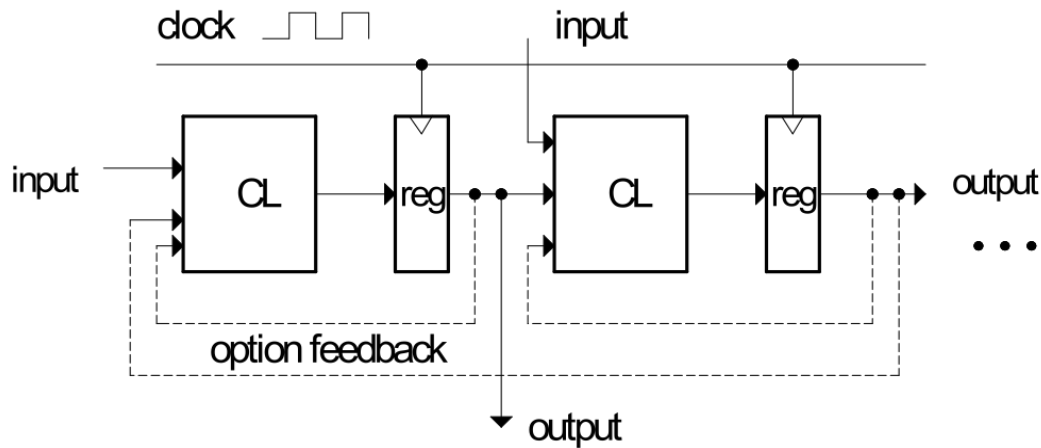 clock
input
input
CL
reg
CL
reg
output
option feedback
output